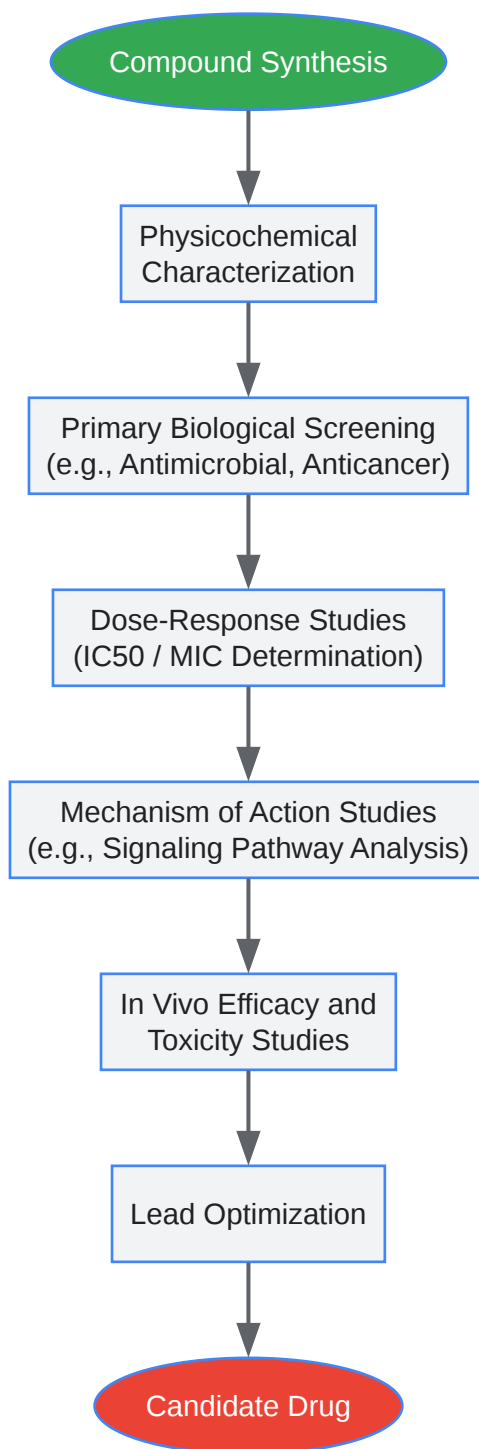 Compound Synthesis
Physicochemical
Characterization
Primary Biological Screening
(e.g., Antimicrobial, Anticancer)
Dose-Response Studies
(IC50 / MIC Determination)
Mechanism of Action Studies
(e.g., Signaling Pathway Analysis)
In Vivo Efficacy and
Toxicity Studies
Lead Optimization
Candidate Drug